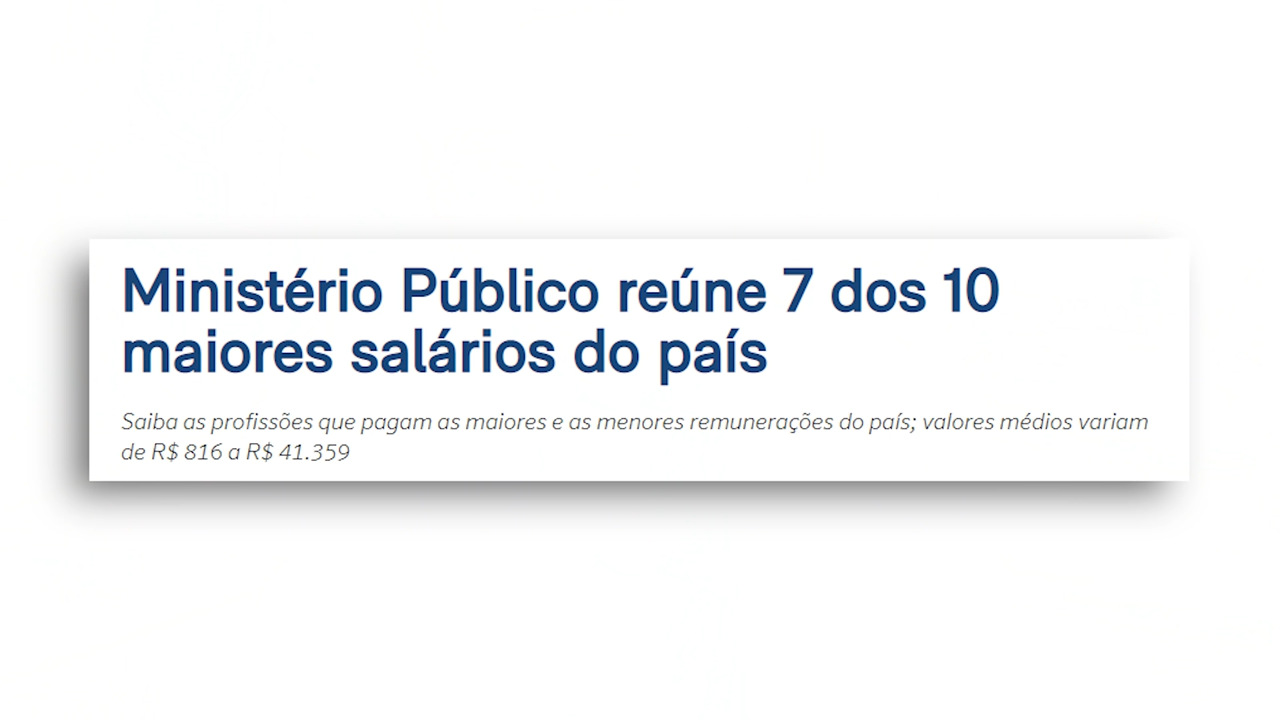 Ministério Público reúne 7 dos 10
maiores salários do país
Saiba as profissões que pagam as maiores e as menores remunerações do país; valores médios variam
de R$ 816 a R$ 41.359